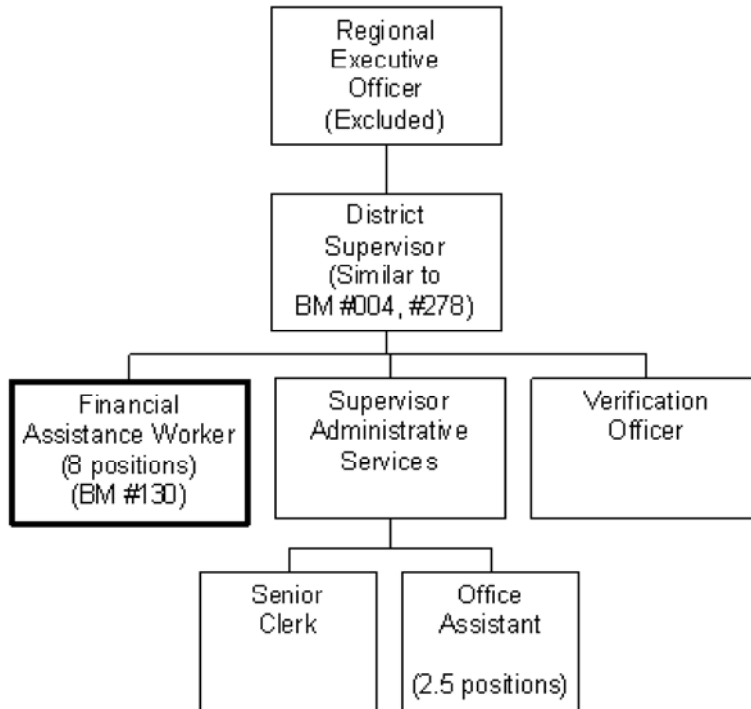 Regional
Executive
Officer
(Excluded)
District
Supervisor
(Similar to
BM #004, #278)
Financial
Assistance Worker
(8 positions)
(BM #130)
Supervisor
Administrative
Services
Verification
Officer
Senior
Clerk
Office
Assistant
(2.5 positions)